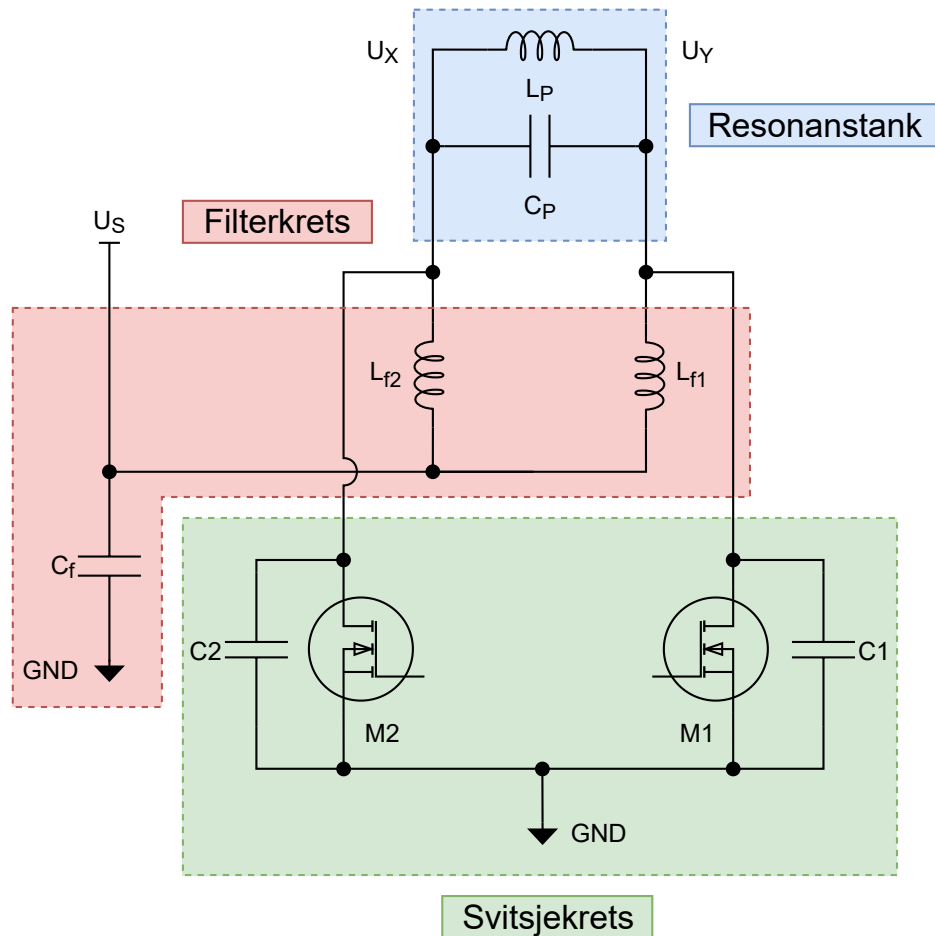 U_X
U_Y
L_P
Resonanstank
C_P
Filterkrets
U_S
L_f2
L_f1
C_f
C2
C1
GND
M2
M1
GND
Svitsjekrets